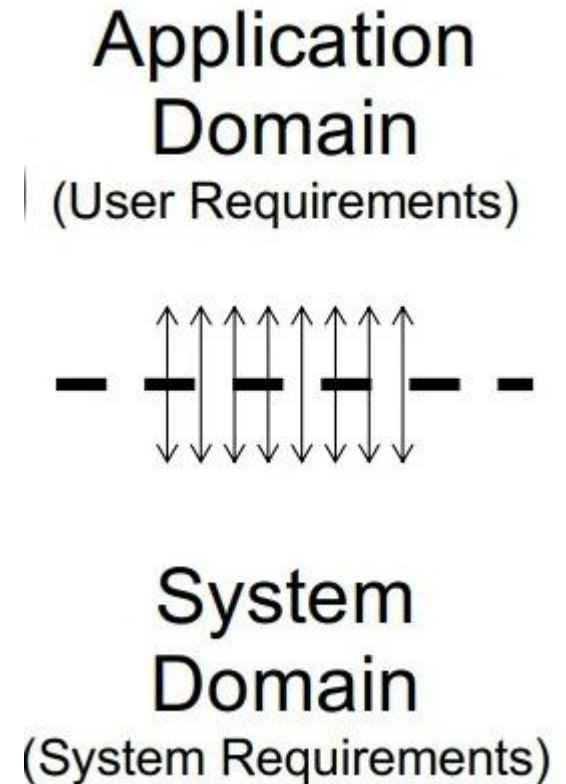 Application
Domain
(User Requirements)
System
Domain
(System Requirements)